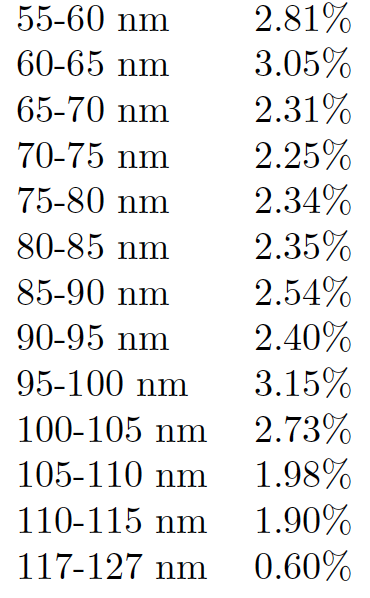 55-60 nm 2.81%
60-65 nm 3.05%
65-70 nm 2.31%
70-75 nm 2.25%
75-80 nm 2.34%
80-85 nm 2.35%
85-90 nm 2.54%
90-95 nm 2.40%
95-100 nm 3.15%
100-105 nm 2.73%
105-110 nm 1.98%
110-115 nm 1.90%
117-127 nm 0.60%